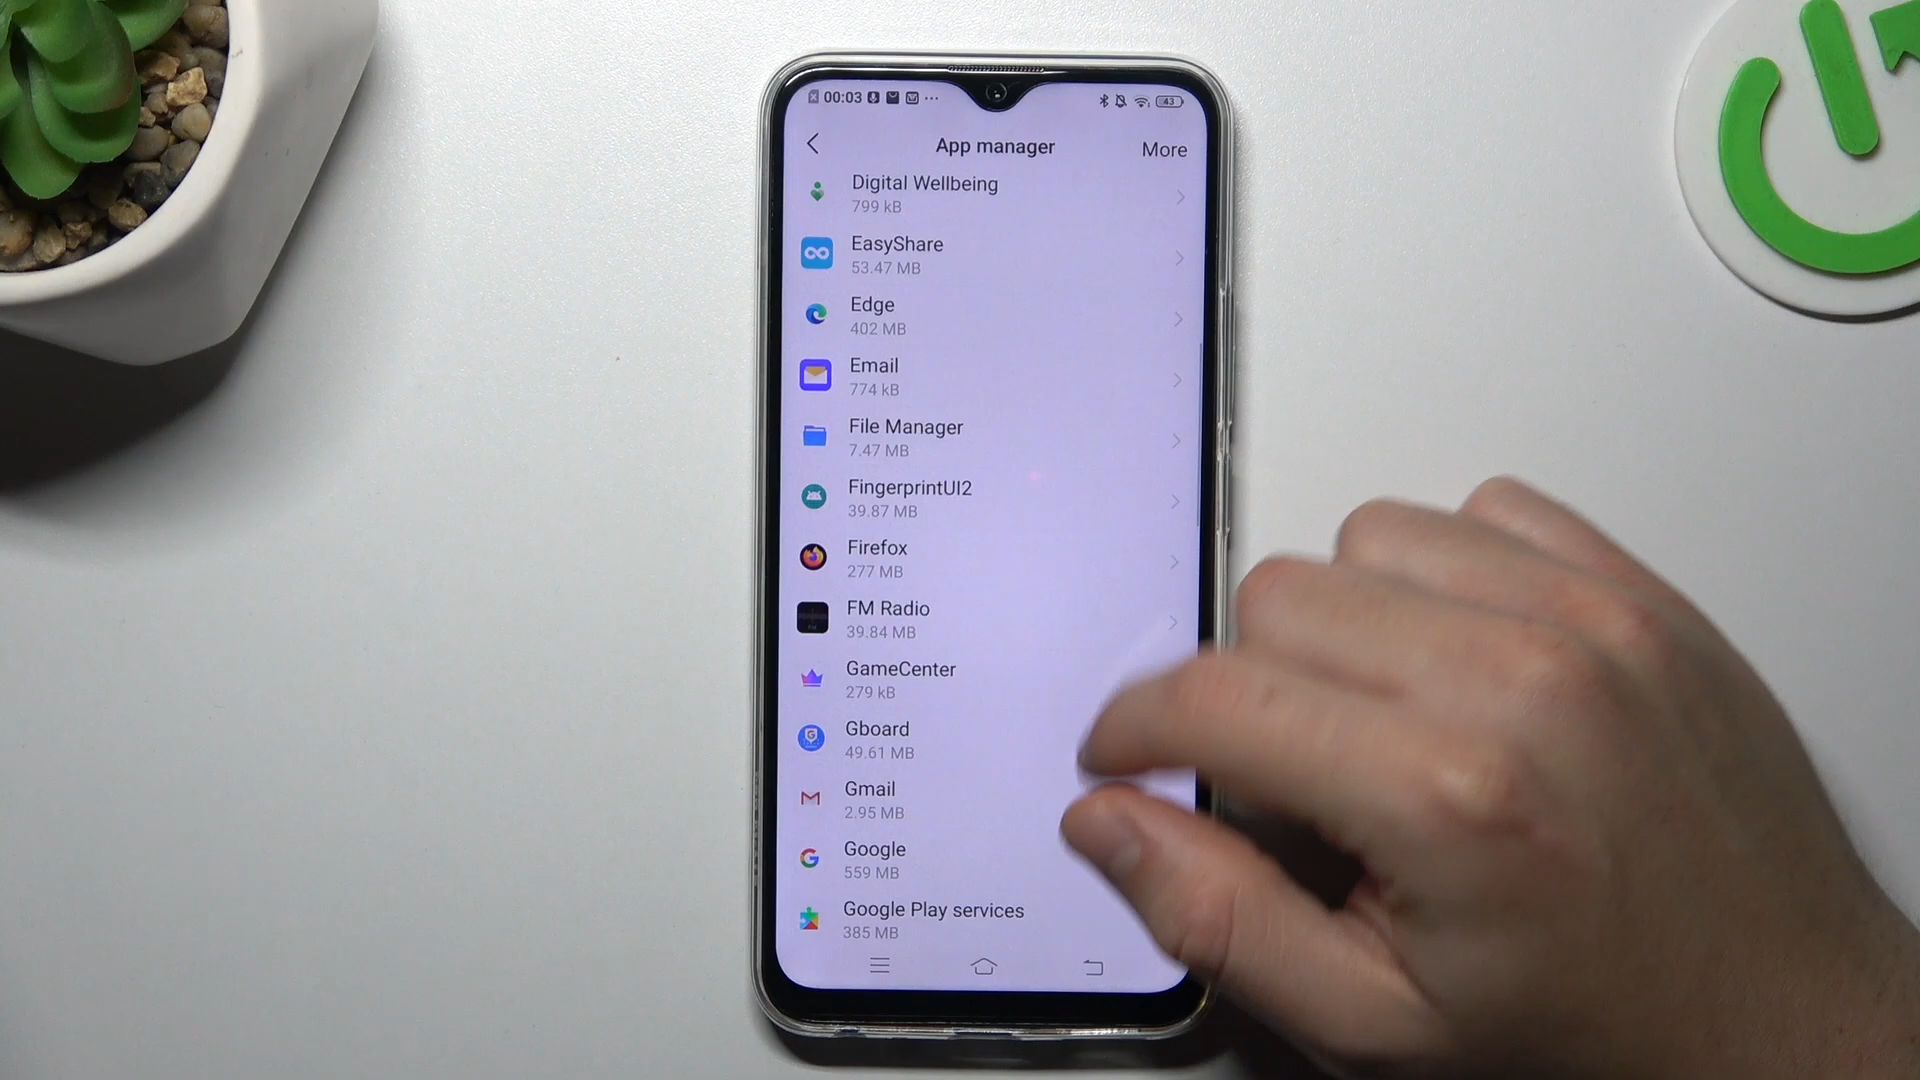 00:03
43
App manager
More
Digital Wellbeing
799 kB
EasyShare
53.47 MB
Edge
402 MB
Email
774 kB
File Manager
7.47 MB
FingerprintUI2
39.87 MB
Firefox
277 MB
FM Radio
39.84 MB
GameCenter
279 kB
Gboard
49.61 MB
Gmail
2.95 MB
Google
559 MB
Google Play services
385 MB